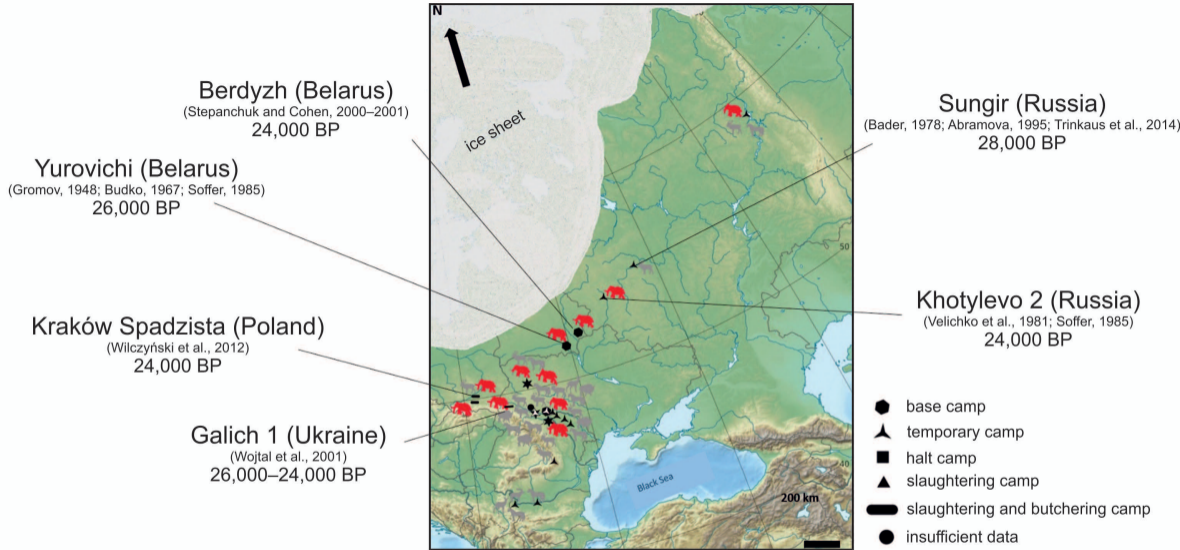 N
ice sheet
Berdyzh (Belarus)
(Stepanchuk and Cohen, 2000–2001)
24,000 BP
Yurovichi (Belarus)
(Gromov, 1948; Budko, 1967; Soffer, 1985)
26,000 BP
Kraków Spadzista (Poland)
(Wilczyński et al., 2012)
24,000 BP
Galich 1 (Ukraine)
(Wojtal et al., 2001)
26,000–24,000 BP
Sungir (Russia)
(Bader, 1978; Abramova, 1995; Trinkaus et al., 2014)
28,000 BP
50
Khotylevo 2 (Russia)
(Velichko et al., 1981; Soffer, 1985)
24,000 BP
40
Black Sea
200 km
base camp
temporary camp
halt camp
slaughtering camp
slaughtering and butchering camp
insufficient data